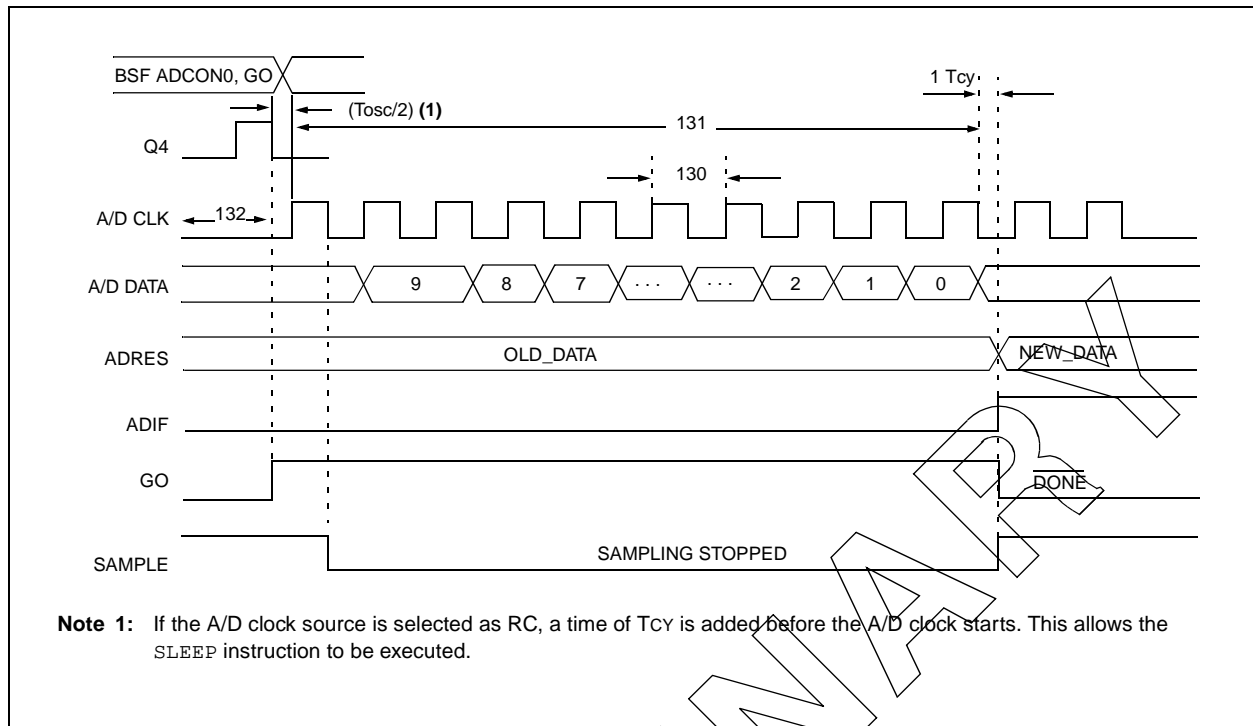 BSF ADCON0, GO
1 Tcy
(Tosc/2) (1)
131
Q4
130
A/D CLK
132
A/D DATA
9 8 7 ... ... 2 1 0
ADRES
OLD_DATA
NEW_DATA
ADIF
GO
DONE
SAMPLE
SAMPLING STOPPED
Note 1: If the A/D clock source is selected as RC, a time of TCY is added before the A/D clock starts. This allows the
SLEEP instruction to be executed.
NARY